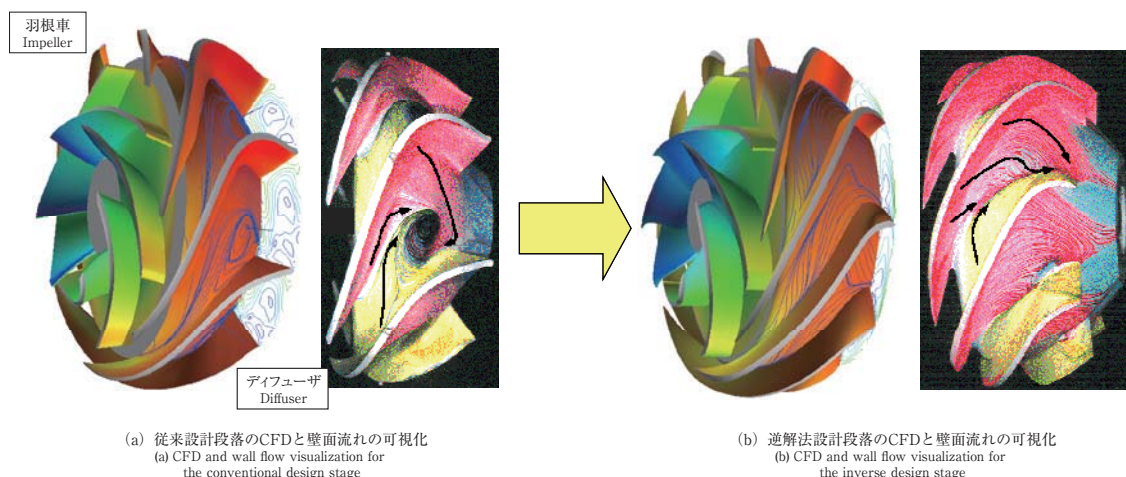 羽根車
Impeller
ディフューザ
Diffuser
(a) 従来設計段落のCFDと壁面流れの可視化
(a) CFD and wall flow visualization for
the conventional design stage
(b) 逆解法設計段落のCFDと壁面流れの可視化
(b) CFD and wall flow visualization for
the inverse design stage